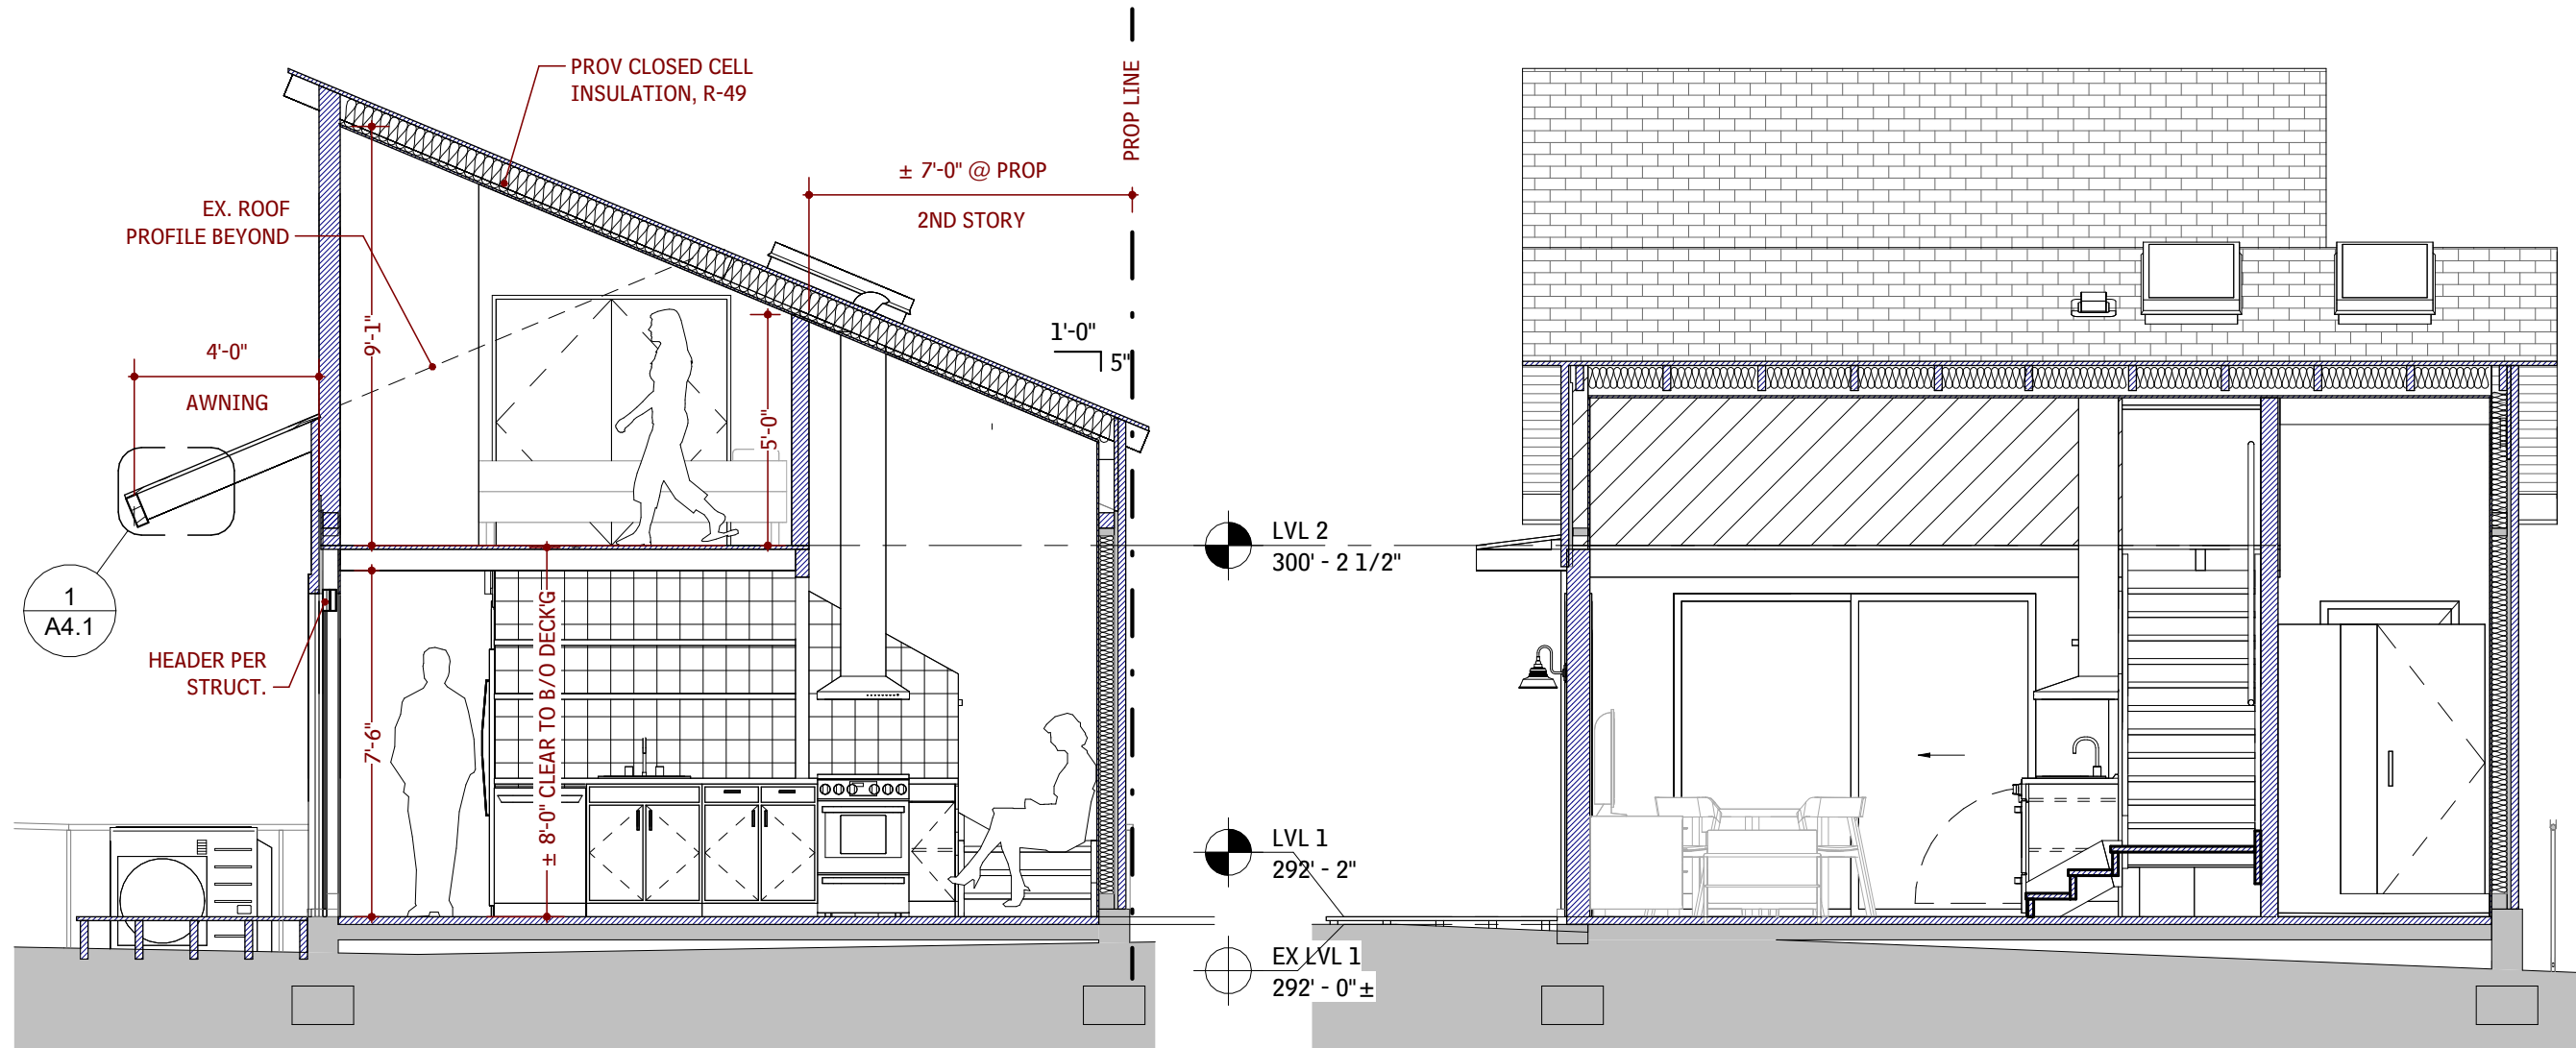 PROV CLOSED CELL
INSULATION, R-49
PROP LINE
± 7'-0" @ PROP
2ND STORY
EX. ROOF
PROFILE BEYOND
9'-1"
4'-0"
AWNING
1'-0"
5"
5'-0"
LVL 2
300' - 2 1/2"
1
A4.1
HEADER PER
STRUCT.
7'-6"
± 8'-0" CLEAR TO B/O DECK'G
LVL 1
292' - 2"
EX LVL 1
292' - 0"±